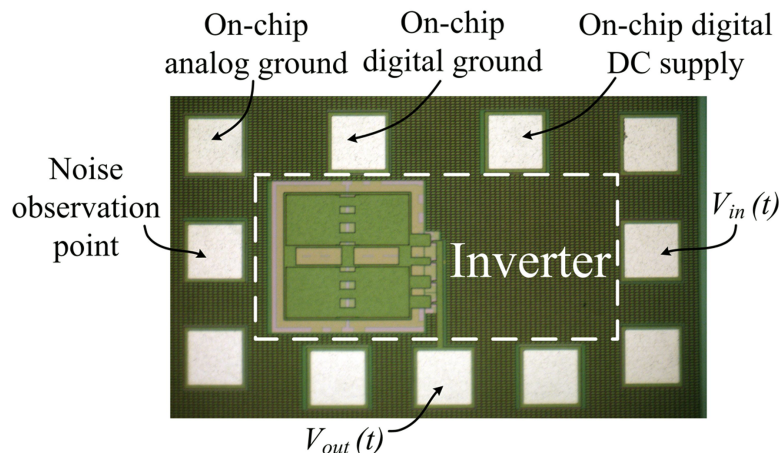 On-chip
analog ground
On-chip
digital ground
On-chip digital
DC supply
Noise
observation
point
V_in (t)
Inverter
V_out (t)